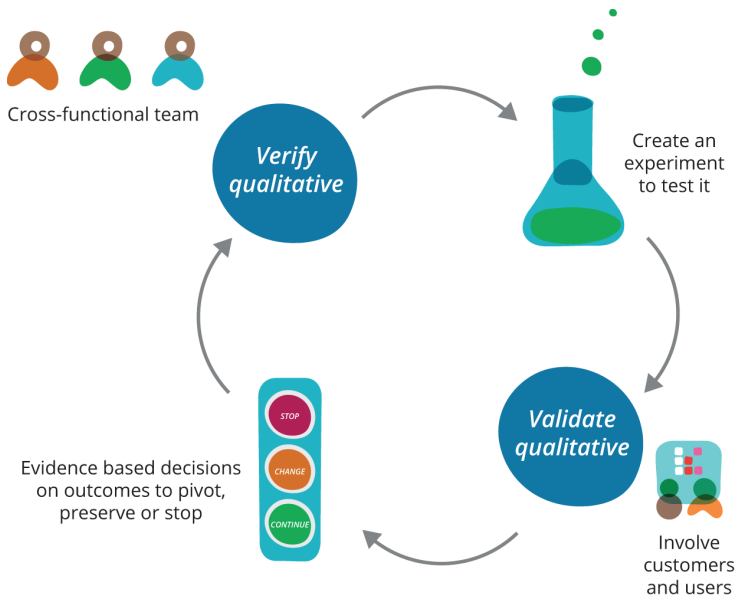 Cross-functional team
Verify
qualitative
Create an
experiment
to test it
Validate
qualitative
Involve
customers
and users
STOP
CHANGE
CONTINUE
Evidence based decisions
on outcomes to pivot,
preserve or stop